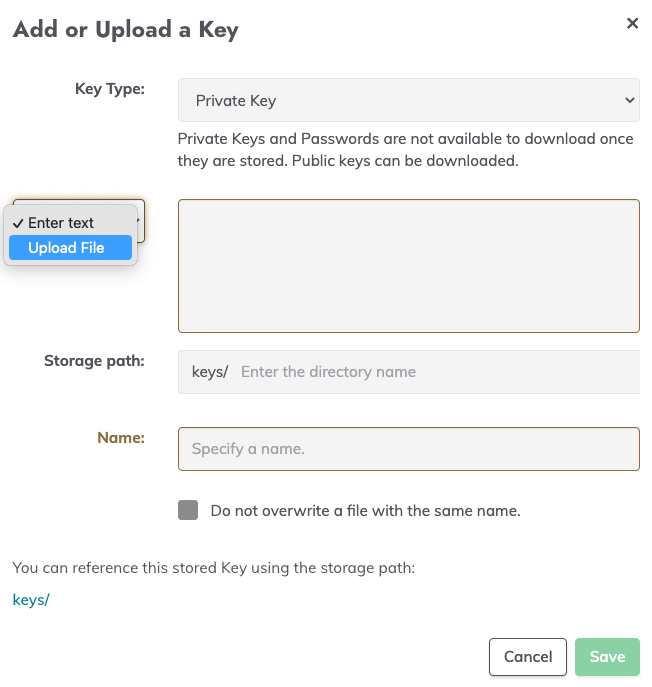 Add or Upload a Key
×
Key Type:
Private Key
Private Keys and Passwords are not available to download once
they are stored. Public keys can be downloaded.
✓ Enter text
Upload File
Storage path:
keys/ Enter the directory name
Name:
Specify a name.
Do not overwrite a file with the same name.
You can reference this stored Key using the storage path:
keys/
Cancel Save